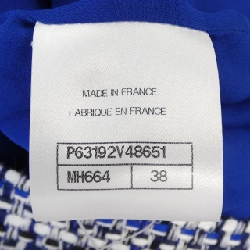 MADE IN FRANCE
FABRIQUE EN FRANCE
P63192V48651
MH664 38